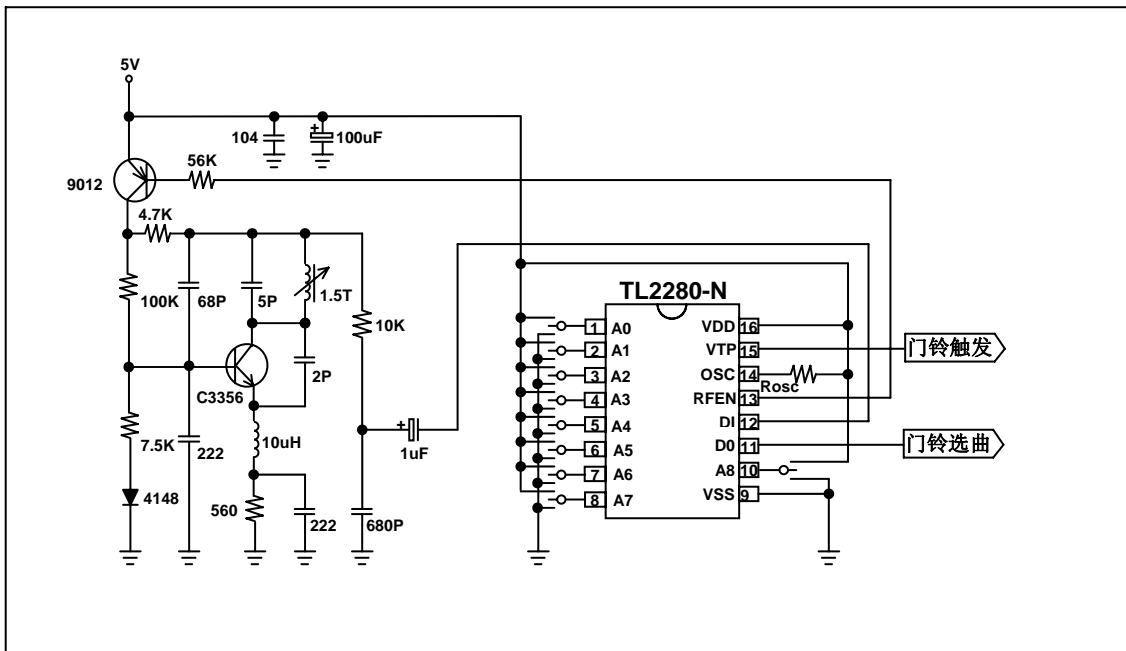 5V
104
100uF
9012
56K
4.7K
100K
68P
5P
1.5T
10K
C3356
2P
7.5K
222
10uH
1uF
4148
560
222
680P
TL2280-N
1 A0
2 A1
3 A2
4 A3
5 A4
6 A5
7 A6
8 A7
VDD 16
VTP 15
OSC 14
RFEN 13
DI 12
D0 11
A8 10
VSS 9
Rosc
门铃触发
门铃选曲